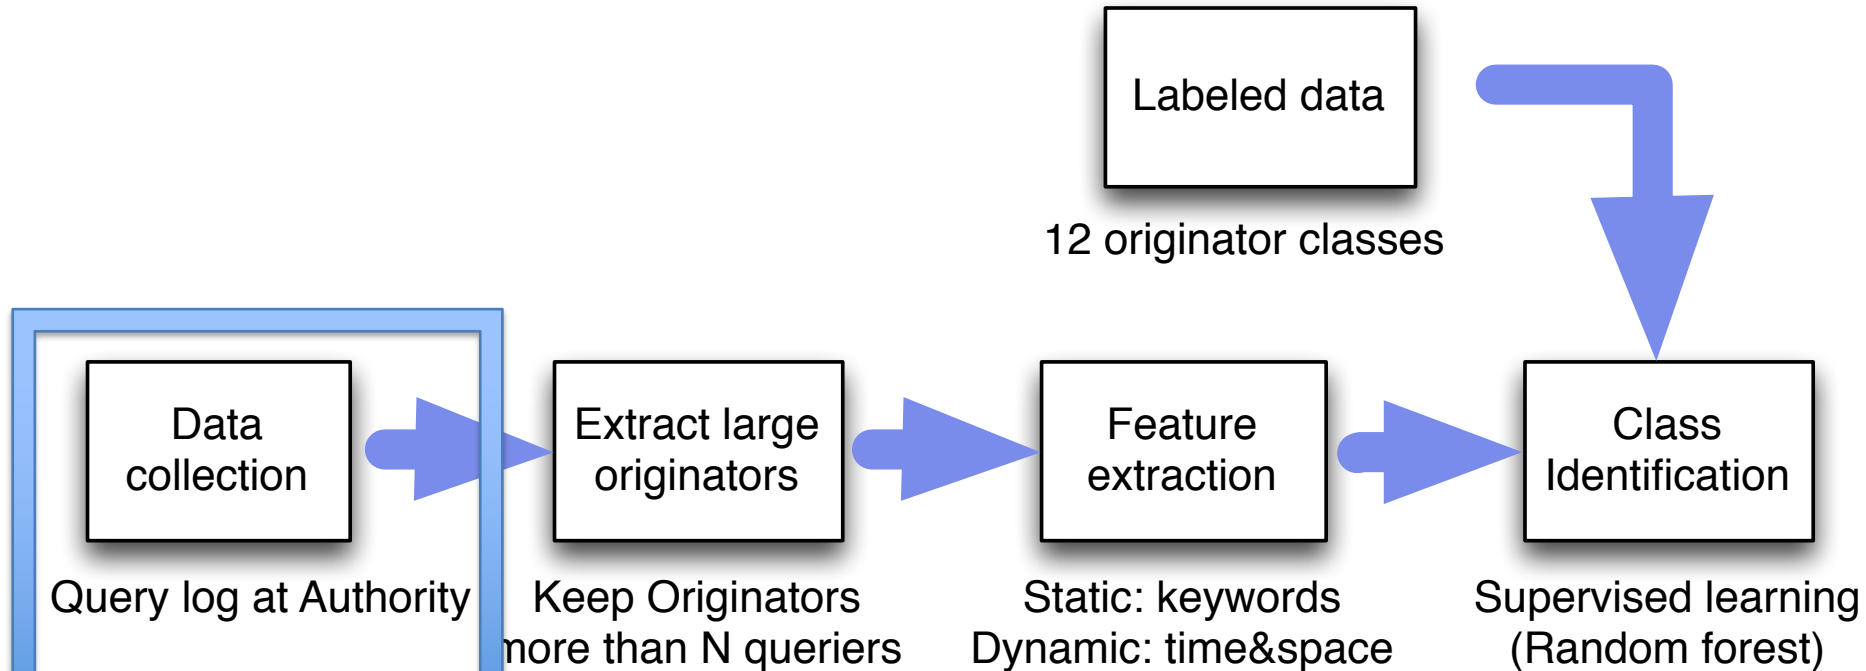 Labeled data
12 originator classes
Data
collection
Query log at Authority
Extract large
originators
Keep Originators
more than N queriers
Feature
extraction
Static: keywords
Dynamic: time&space
Class
Identification
Supervised learning
(Random forest)